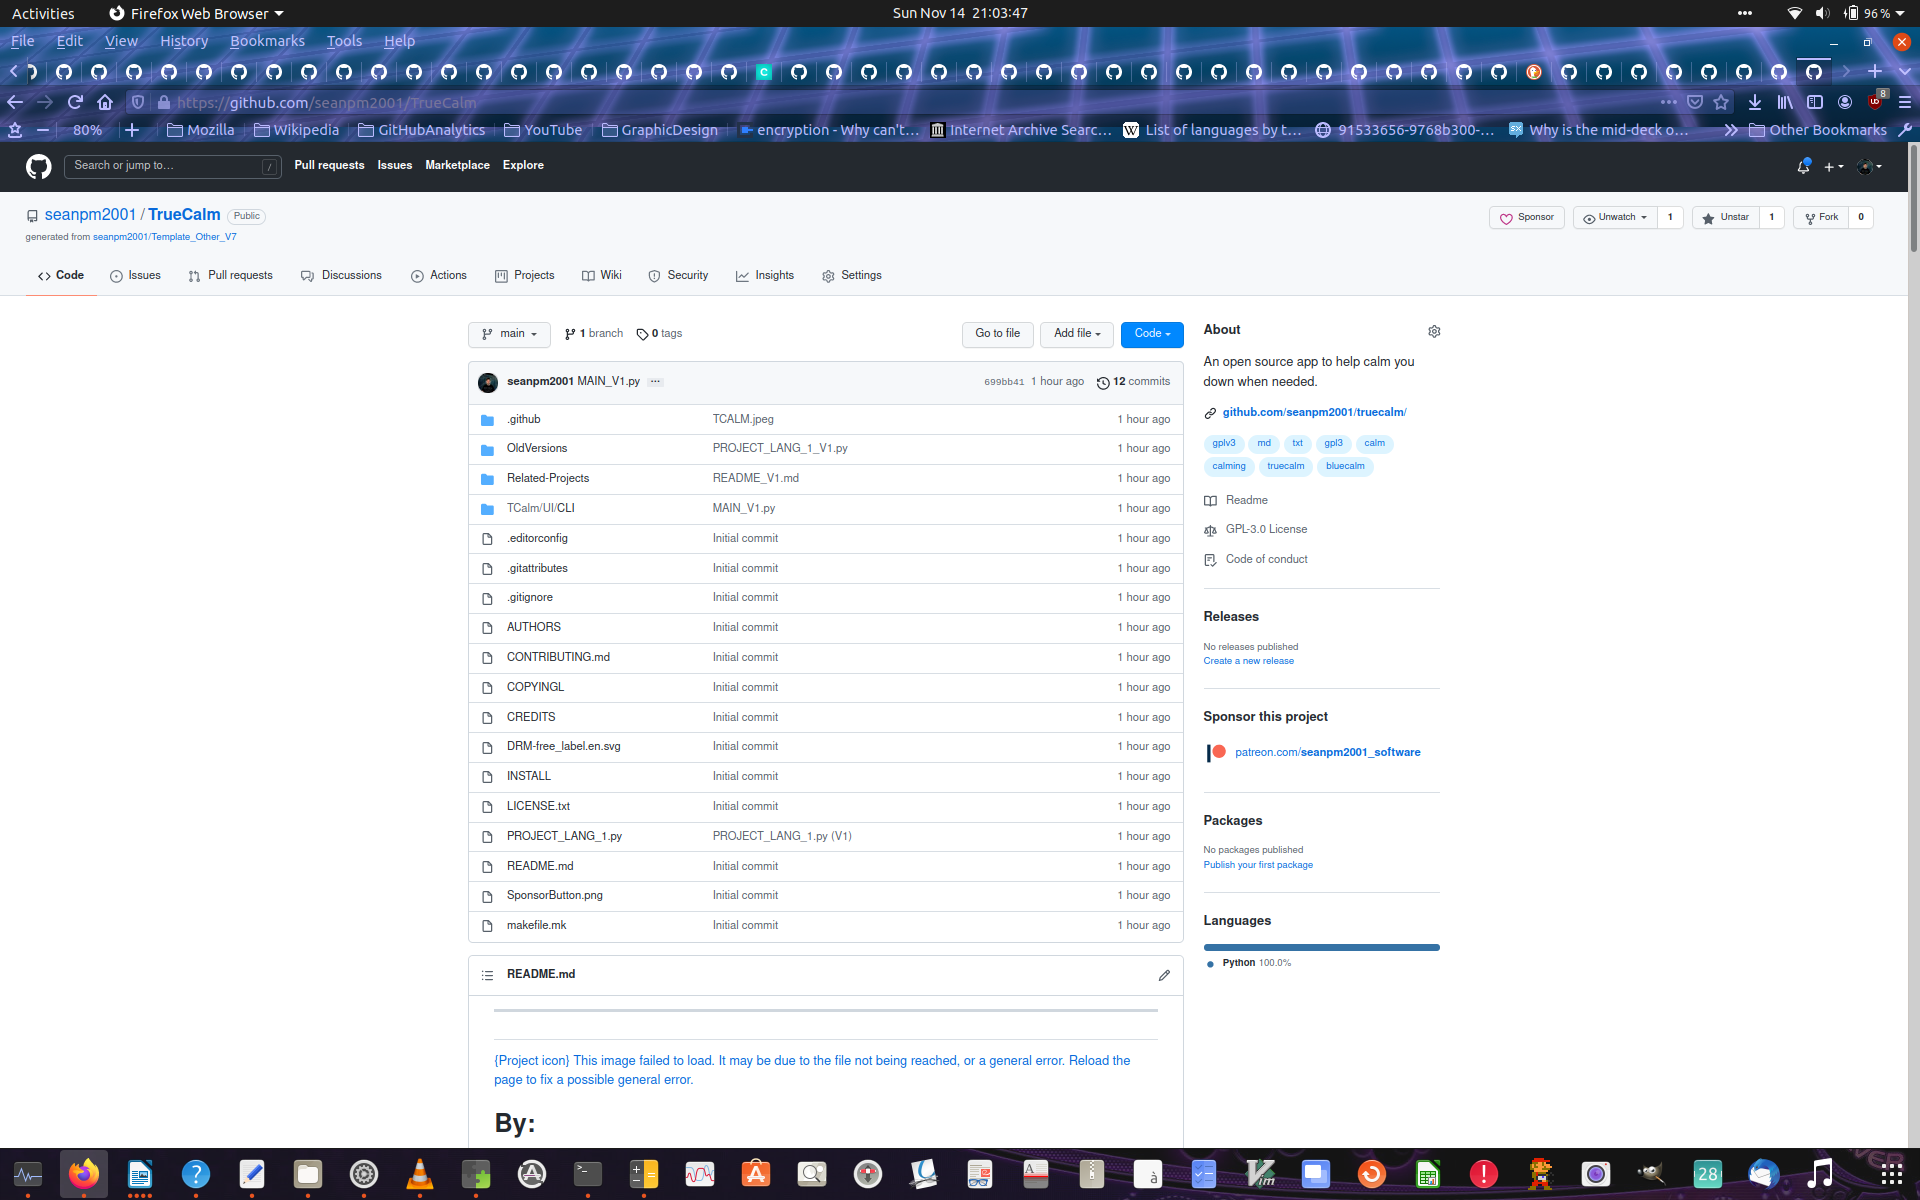 Activities Firefox Web Browser Sun Nov 14 21:03:47 96 %
File Edit View History Bookmarks Tools Help
https://github.com/seanpm2001/TrueCalm 8
80% Mozilla Wikipedia GitHubAnalytics YouTube GraphicDesign encryption - Why can't… Internet Archive Searc… W List of languages by t… 91533656-9768b300-… Why is the mid-deck o… Other Bookmarks
Search or jump to… / Pull requests Issues Marketplace Explore
seanpm2001 / TrueCalm Public Sponsor Unwatch 1 Unstar 1 Fork 0
generated from seanpm2001/Template_Other_V7
Code Issues Pull requests Discussions Actions Projects Wiki Security Insights Settings
main 1 branch 0 tags Go to file Add file Code
seanpm2001 MAIN_V1.py 699bb41 1 hour ago 12 commits
.github TCALM.jpeg 1 hour ago
OldVersions PROJECT_LANG_1_V1.py 1 hour ago
Related-Projects README_V1.md 1 hour ago
TCalm/UI/CLI MAIN_V1.py 1 hour ago
.editorconfig Initial commit 1 hour ago
.gitattributes Initial commit 1 hour ago
.gitignore Initial commit 1 hour ago
AUTHORS Initial commit 1 hour ago
CONTRIBUTING.md Initial commit 1 hour ago
COPYINGL Initial commit 1 hour ago
CREDITS Initial commit 1 hour ago
DRM-free_label.en.svg Initial commit 1 hour ago
INSTALL Initial commit 1 hour ago
LICENSE.txt Initial commit 1 hour ago
PROJECT_LANG_1.py PROJECT_LANG_1.py (V1) 1 hour ago
README.md Initial commit 1 hour ago
SponsorButton.png Initial commit 1 hour ago
makefile.mk Initial commit 1 hour ago
README.md
{Project icon} This image failed to load. It may be due to the file not being reached, or a general error. Reload the
page to fix a possible general error.
By:
About
An open source app to help calm you
down when needed.
github.com/seanpm2001/truecalm/
gplv3 md txt gpl3 calm
calming truecalm bluecalm
Readme
GPL-3.0 License
Code of conduct
Releases
No releases published
Create a new release
Sponsor this project
patreon.com/seanpm2001_software
Packages
No packages published
Publish your first package
Languages
Python 100.0%
28